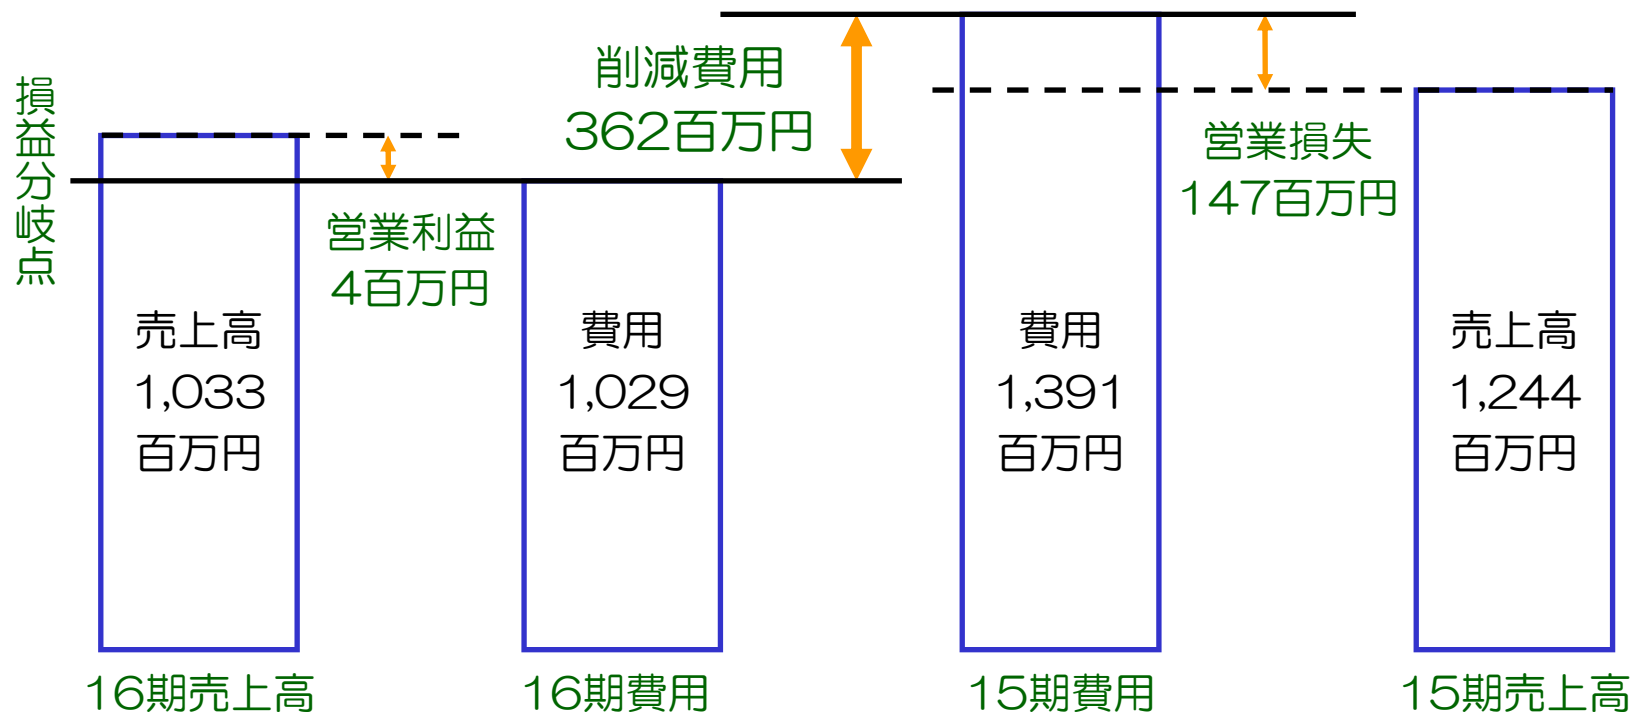 損益分岐点
削減費用
362百万円
営業損失
147百万円
営業利益
4百万円
売上高
1,033
百万円
費用
1,029
百万円
費用
1,391
百万円
売上高
1,244
百万円
16期売上高
16期費用
15期費用
15期売上高